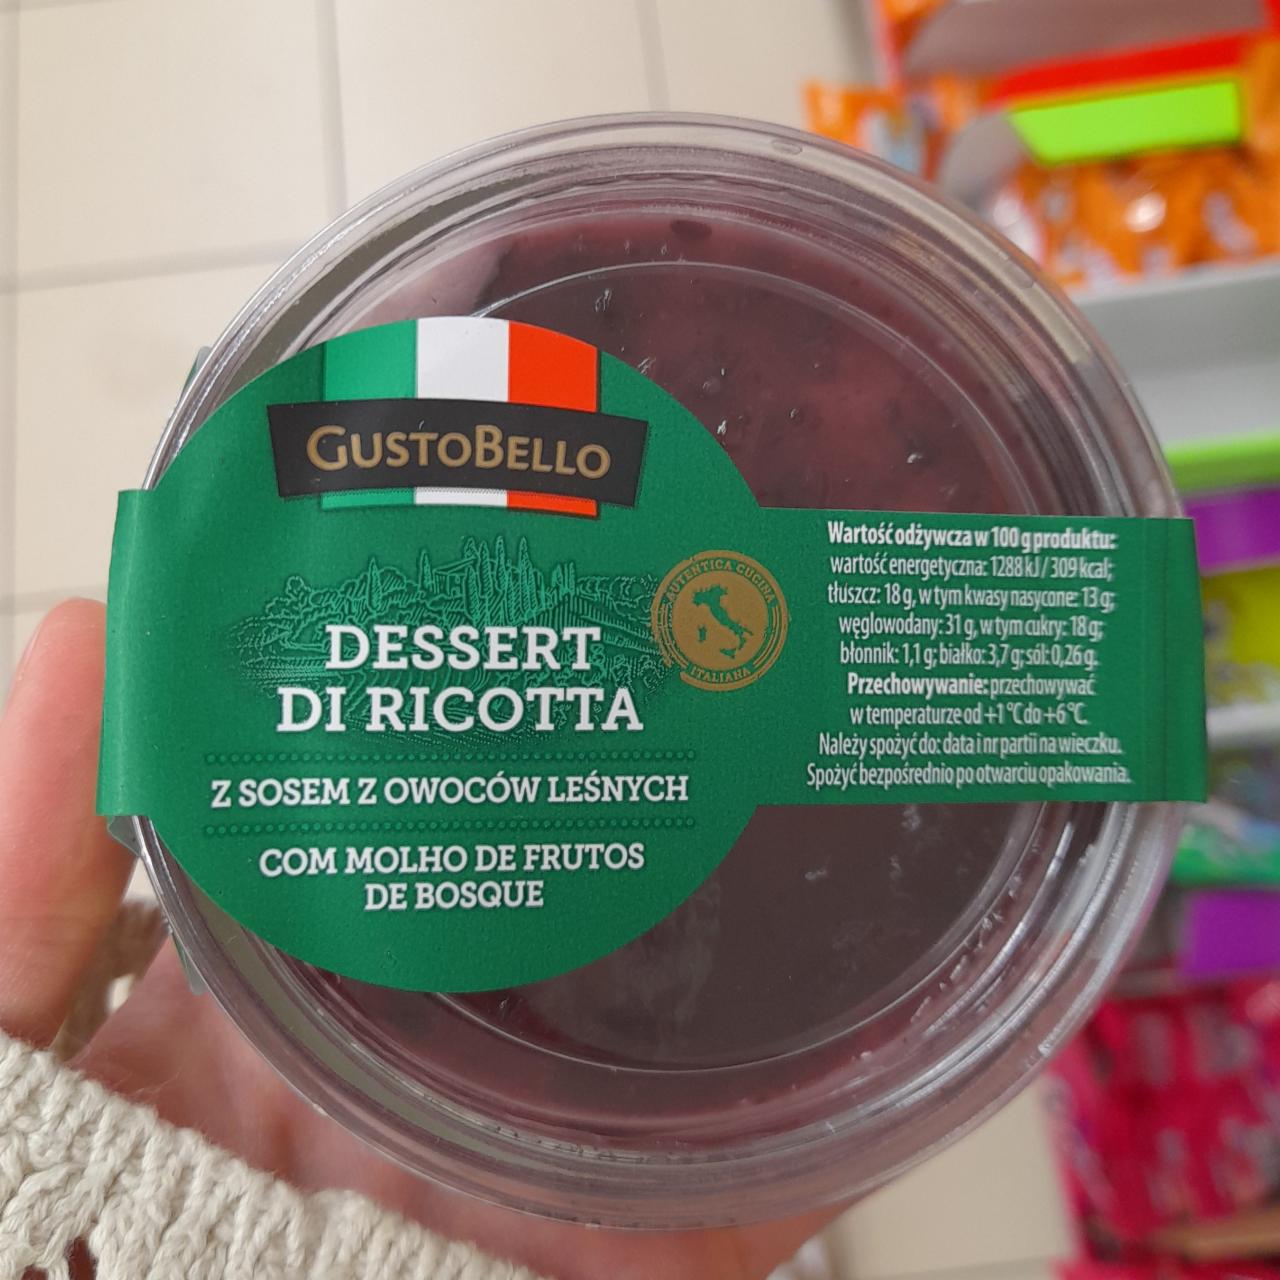 GUSTOBELLO
DESSERT
DI RICOTTA
Z SOSEM Z OWOCÓW LEŚNYCH
COM MOLHO DE FRUTOS
DE BOSQUE
AUTENTICA CUCINA
ITALIANA
Wartość odżywcza w 100 g produktu:
wartość energetyczna: 1288 kJ / 309 kcal;
tłuszcz: 18 g, w tym kwasy nasycone: 13 g;
węglowodany: 31 g, w tym cukry: 18 g;
błonnik: 1,1 g; białko: 3,7 g; sól: 0,26 g.
Przechowywanie: przechowywać
w temperaturze od +1 °C do +6 °C.
Należy spożyć do: data i nr partii na wieczku.
Spożyć bezpośrednio po otwarciu opakowania.